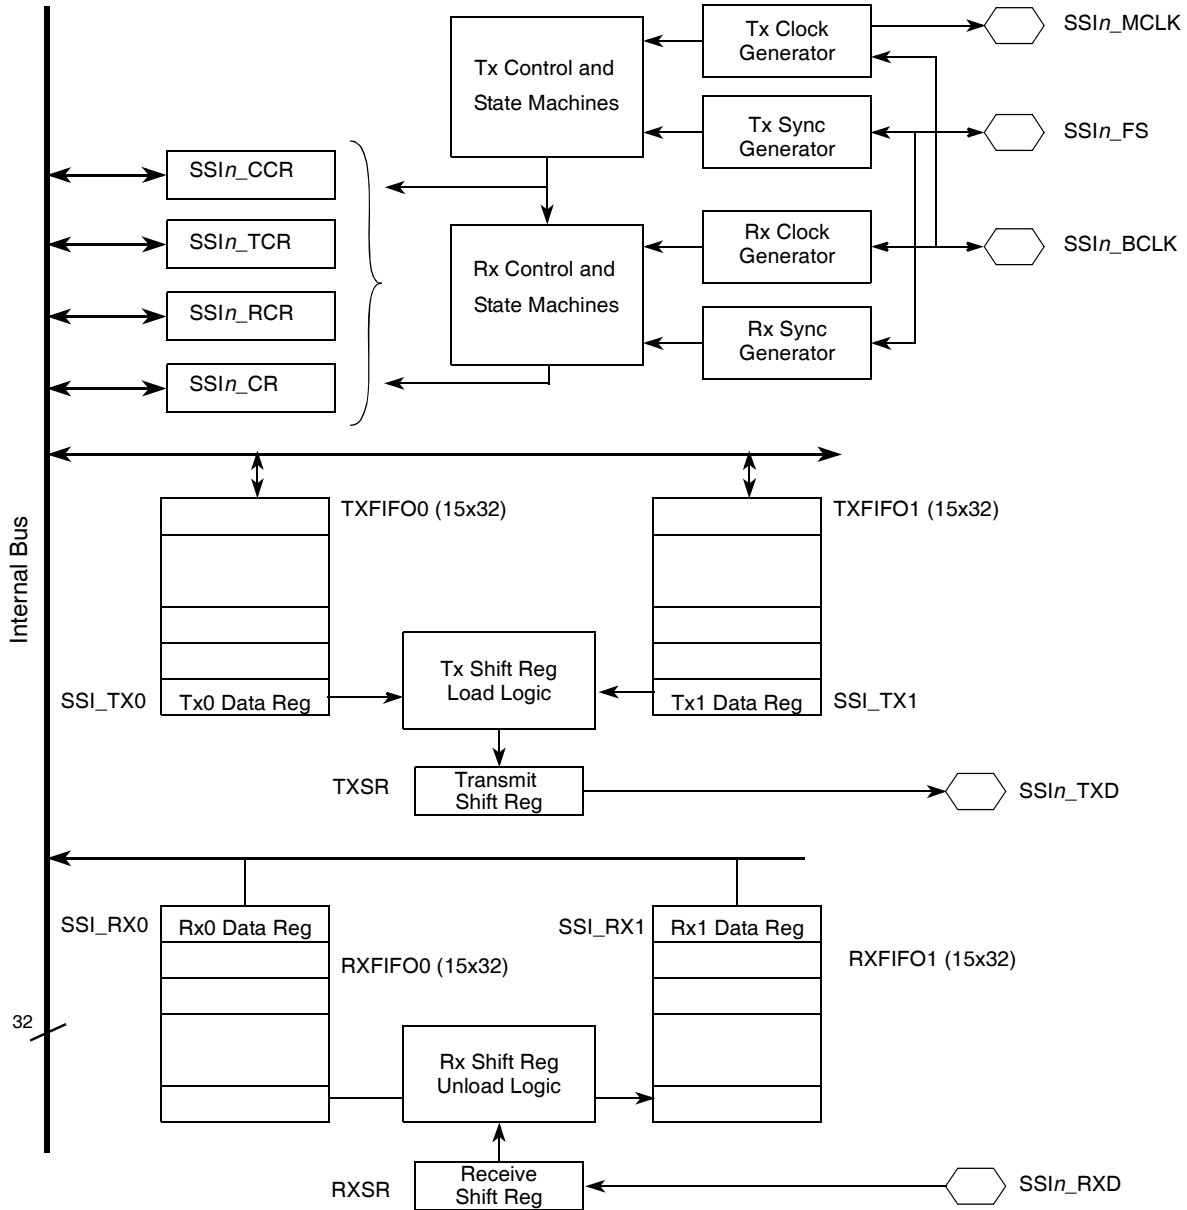 Tx Clock
Generator
SSIn_MCLK
Tx Control and
State Machines
Tx Sync
Generator
SSIn_FS
SSIn_CCR
SSIn_TCR
Rx Clock
Generator
SSIn_BCLK
Rx Control and
State Machines
SSIn_RCR
Rx Sync
Generator
SSIn_CR
TXFIFO0 (15x32)
TXFIFO1 (15x32)
Internal Bus
Tx Shift Reg
Load Logic
SSI_TX0
Tx0 Data Reg
Tx1 Data Reg
SSI_TX1
TXSR
Transmit
Shift Reg
SSIn_TXD
SSI_RX0
Rx0 Data Reg
SSI_RX1
Rx1 Data Reg
RXFIFO0 (15x32)
RXFIFO1 (15x32)
32
Rx Shift Reg
Unload Logic
RXSR
Receive
Shift Reg
SSIn_RXD